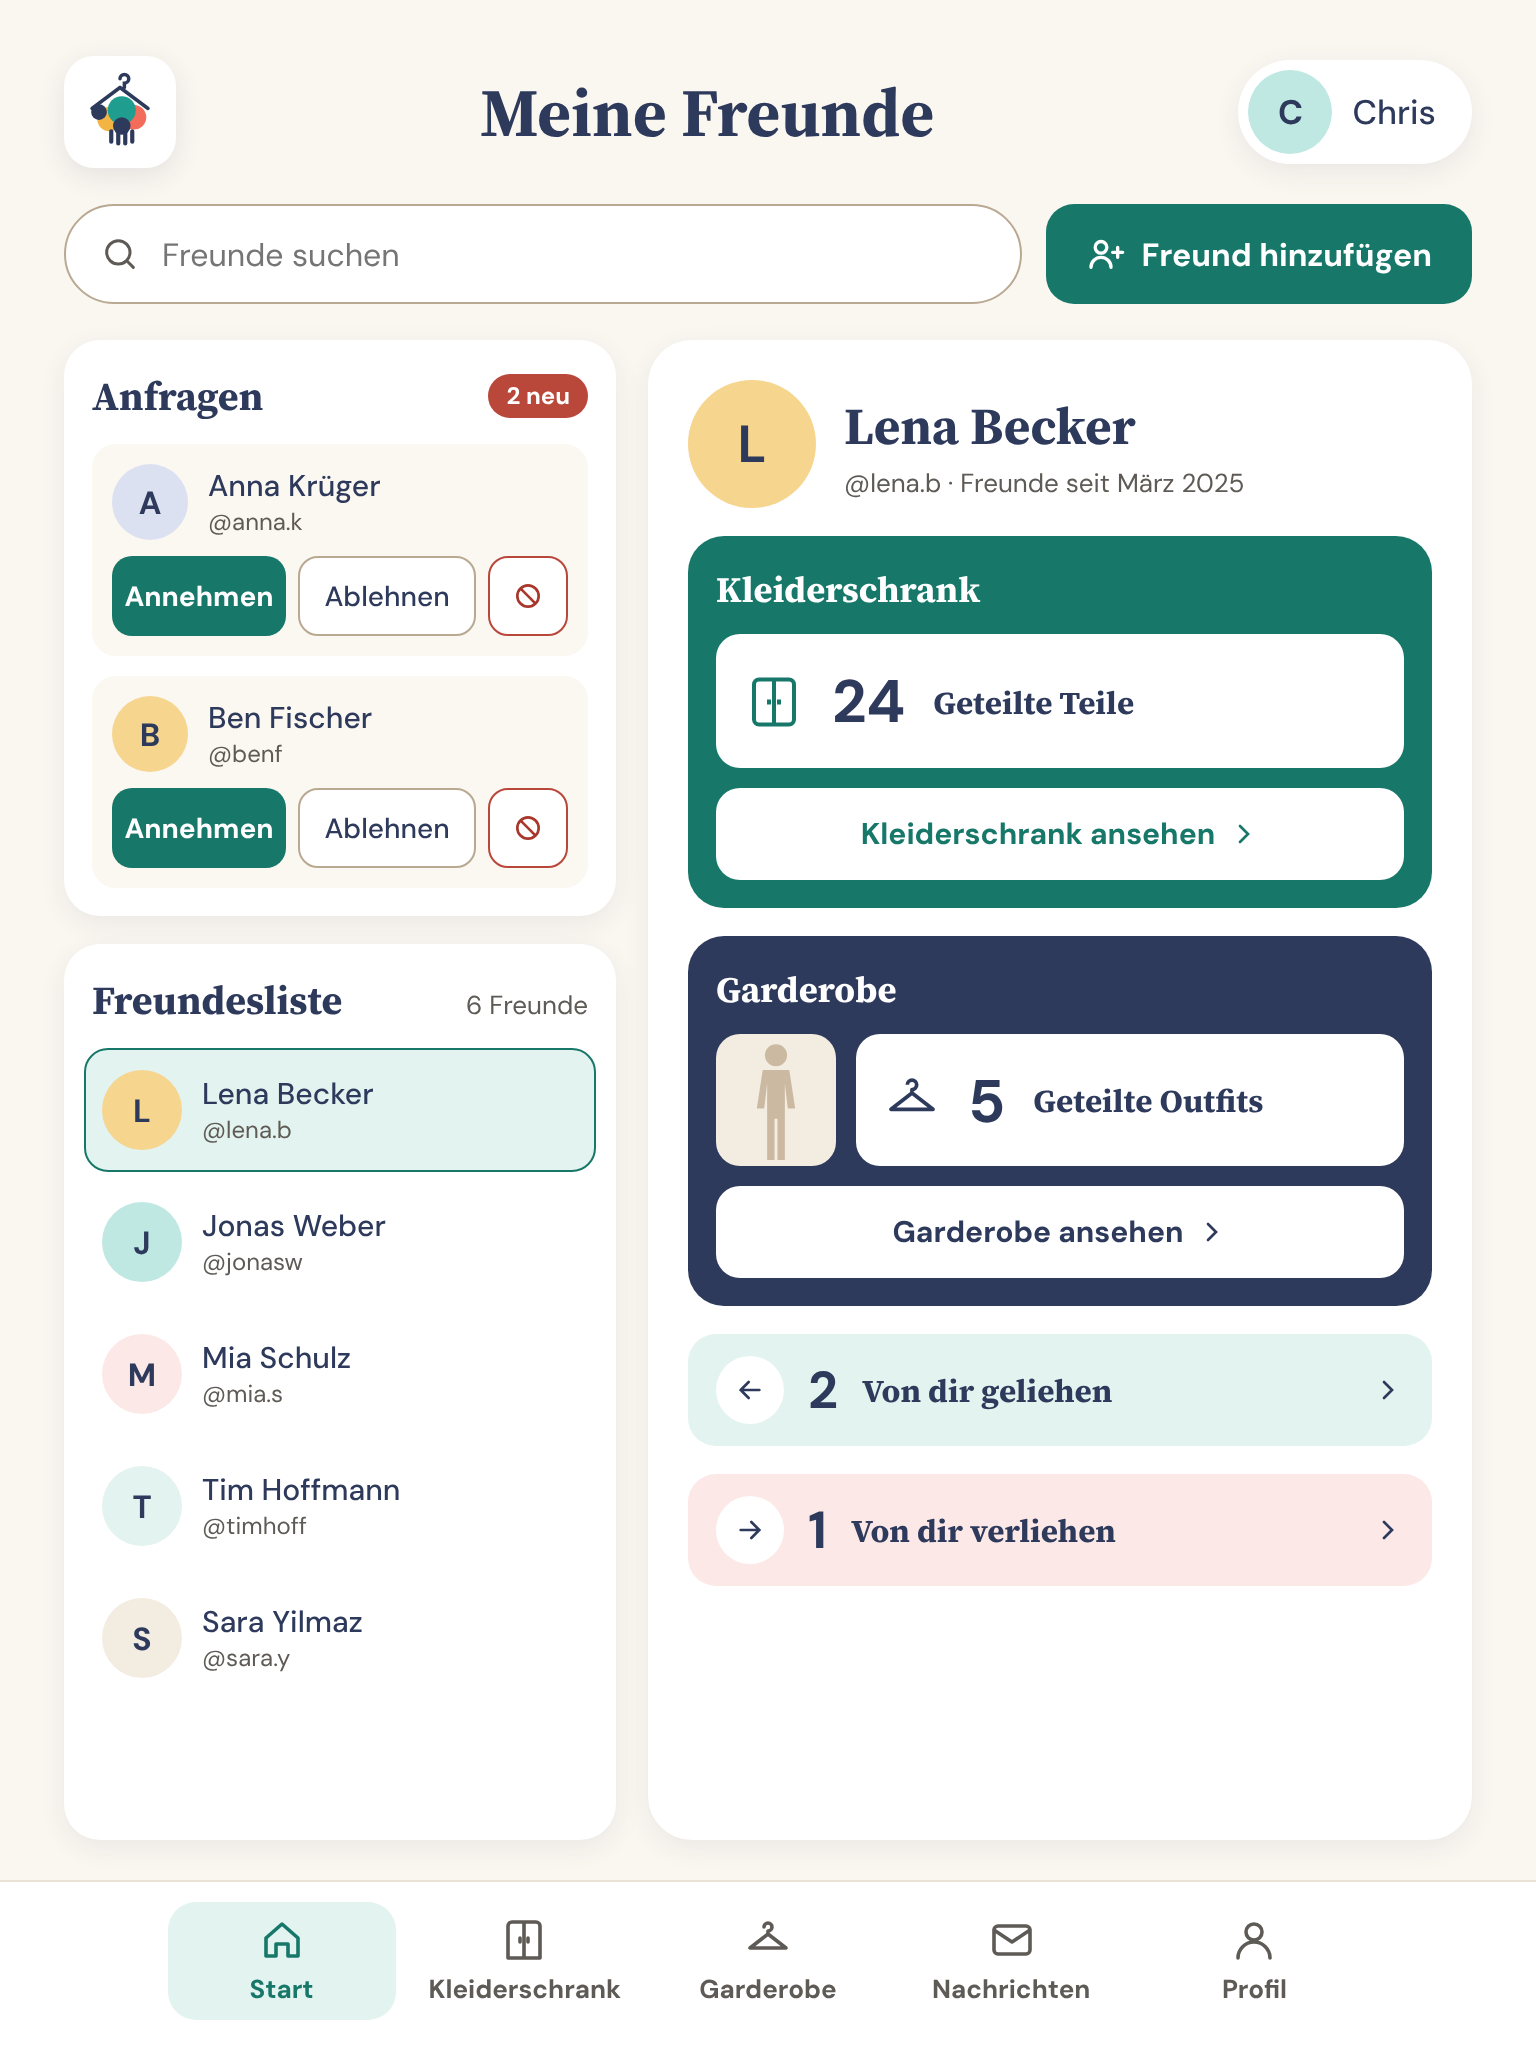 Meine Freunde
C
Chris
Freunde suchen
Freund hinzufügen
Anfragen
2 neu
A
Anna Krüger
@anna.k
Annehmen
Ablehnen
B
Ben Fischer
@benf
Annehmen
Ablehnen
Freundesliste
6 Freunde
L
Lena Becker
@lena.b
J
Jonas Weber
@jonasw
M
Mia Schulz
@mia.s
T
Tim Hoffmann
@timhoff
S
Sara Yilmaz
@sara.y
L
Lena Becker
@lena.b · Freunde seit März 2025
Kleiderschrank
24 Geteilte Teile
Kleiderschrank ansehen
Garderobe
5 Geteilte Outfits
Garderobe ansehen
2 Von dir geliehen
1 Von dir verliehen
Start
Kleiderschrank
Garderobe
Nachrichten
Profil